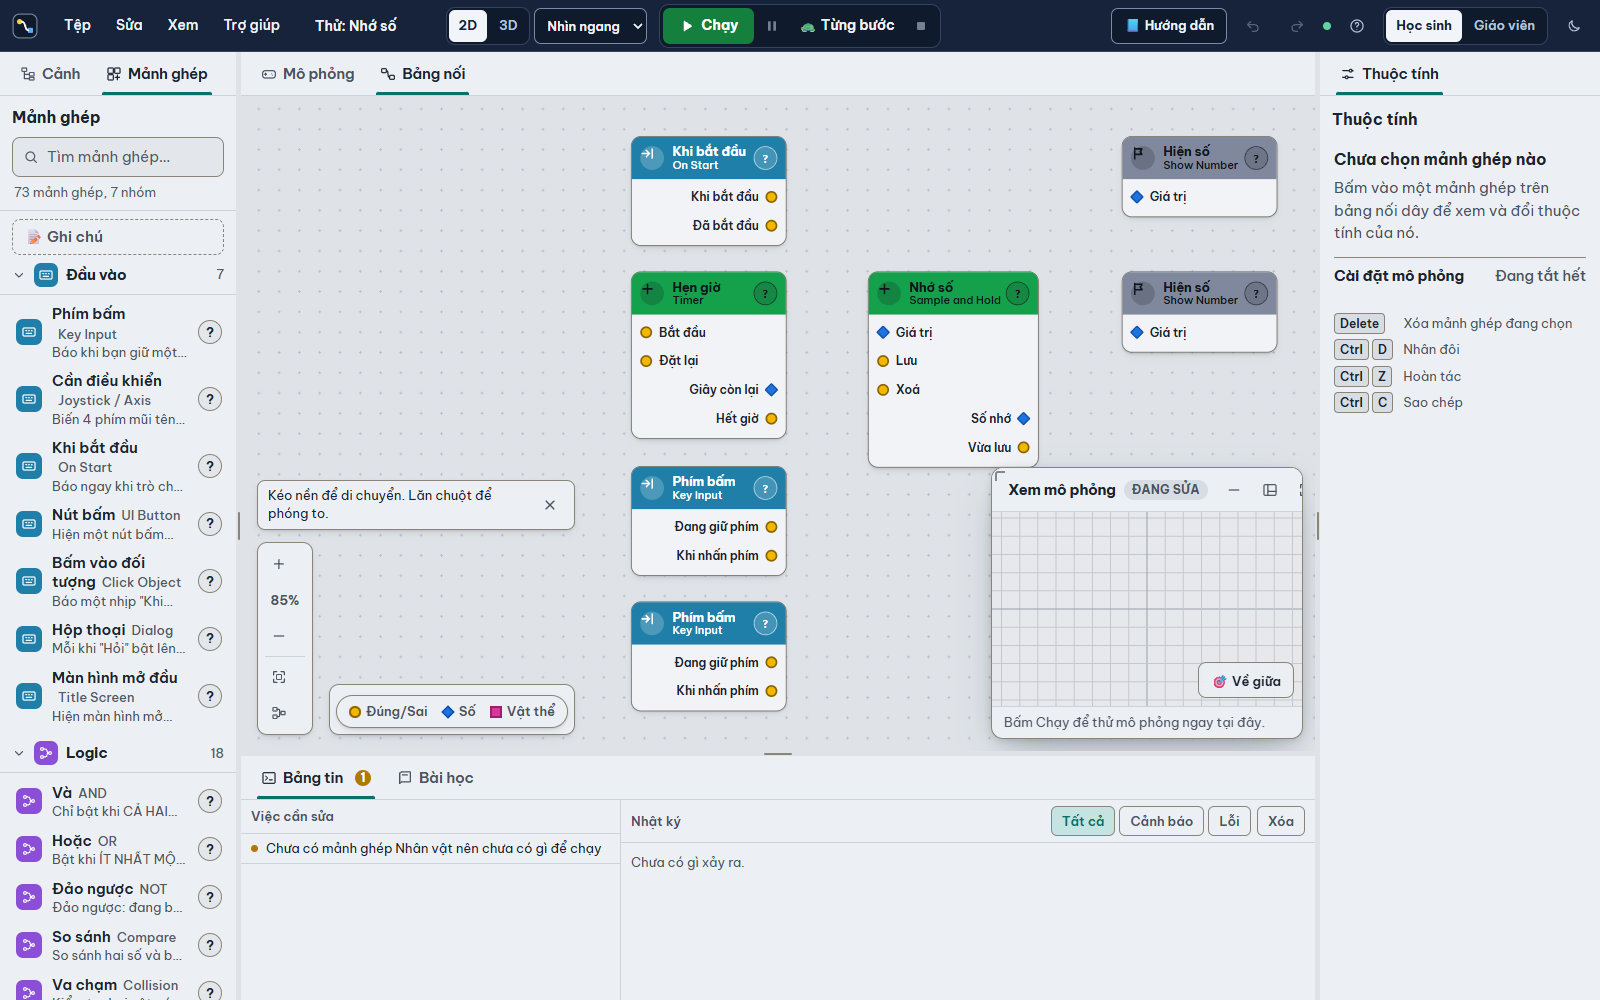 Tệp
Sửa
Xem
Trợ giúp
Thử: Nhớ số
2D
3D
Nhìn ngang
Chạy
Từng bước
Hướng dẫn
Học sinh
Giáo viên
Cảnh
Mảnh ghép
Mô phỏng
Bảng nối
Thuộc tính
Mảnh ghép
Tìm mảnh ghép...
73 mảnh ghép, 7 nhóm
Ghi chú
Đầu vào
7
Phím bấm
Key Input
Báo khi bạn giữ một...
?
Cần điều khiển
Joystick / Axis
Biến 4 phím mũi tên...
?
Khi bắt đầu
On Start
Báo ngay khi trò ch...
?
Nút bấm UI Button
Hiện một nút bấm...
?
Bấm vào đối
tượng Click Object
Báo một nhịp "Khi...
?
Hộp thoại Dialog
Mỗi khi "Hỏi" bật lên...
?
Màn hình mở đầu
Title Screen
Hiện màn hình mở...
?
Logic
18
Và AND
Chỉ bật khi CẢ HAI...
?
Hoặc OR
Bật khi ÍT NHẤT MỘ...
?
Đảo ngược NOT
Đảo ngược: đang b...
?
So sánh Compare
So sánh hai số và b...
?
Va chạm Collision
?
Khi bắt đầu
On Start
?
Khi bắt đầu
Đã bắt đầu
Hiện số
Show Number
?
Giá trị
Hẹn giờ
Timer
?
Bắt đầu
Đặt lại
Giây còn lại
Hết giờ
Nhớ số
Sample and Hold
?
Giá trị
Lưu
Xoá
Số nhớ
Vừa lưu
Hiện số
Show Number
?
Giá trị
Phím bấm
Key Input
?
Đang giữ phím
Khi nhấn phím
Phím bấm
Key Input
?
Đang giữ phím
Khi nhấn phím
Kéo nền để di chuyển. Lăn chuột để
phóng to.
85%
Đúng/Sai
Số
Vật thể
Xem mô phỏng
ĐANG SỬA
Về giữa
Bấm Chạy để thử mô phỏng ngay tại đây.
Bảng tin
1
Bài học
Việc cần sửa
Chưa có mảnh ghép Nhân vật nên chưa có gì để chạy
Nhật ký
Tất cả
Cảnh báo
Lỗi
Xóa
Chưa có gì xảy ra.
Thuộc tính
Chưa chọn mảnh ghép nào
Bấm vào một mảnh ghép trên
bảng nối dây để xem và đổi thuộc
tính của nó.
Cài đặt mô phỏng
Đang tắt hết
Delete
Xóa mảnh ghép đang chọn
Ctrl D
Nhân đôi
Ctrl Z
Hoàn tác
Ctrl C
Sao chép